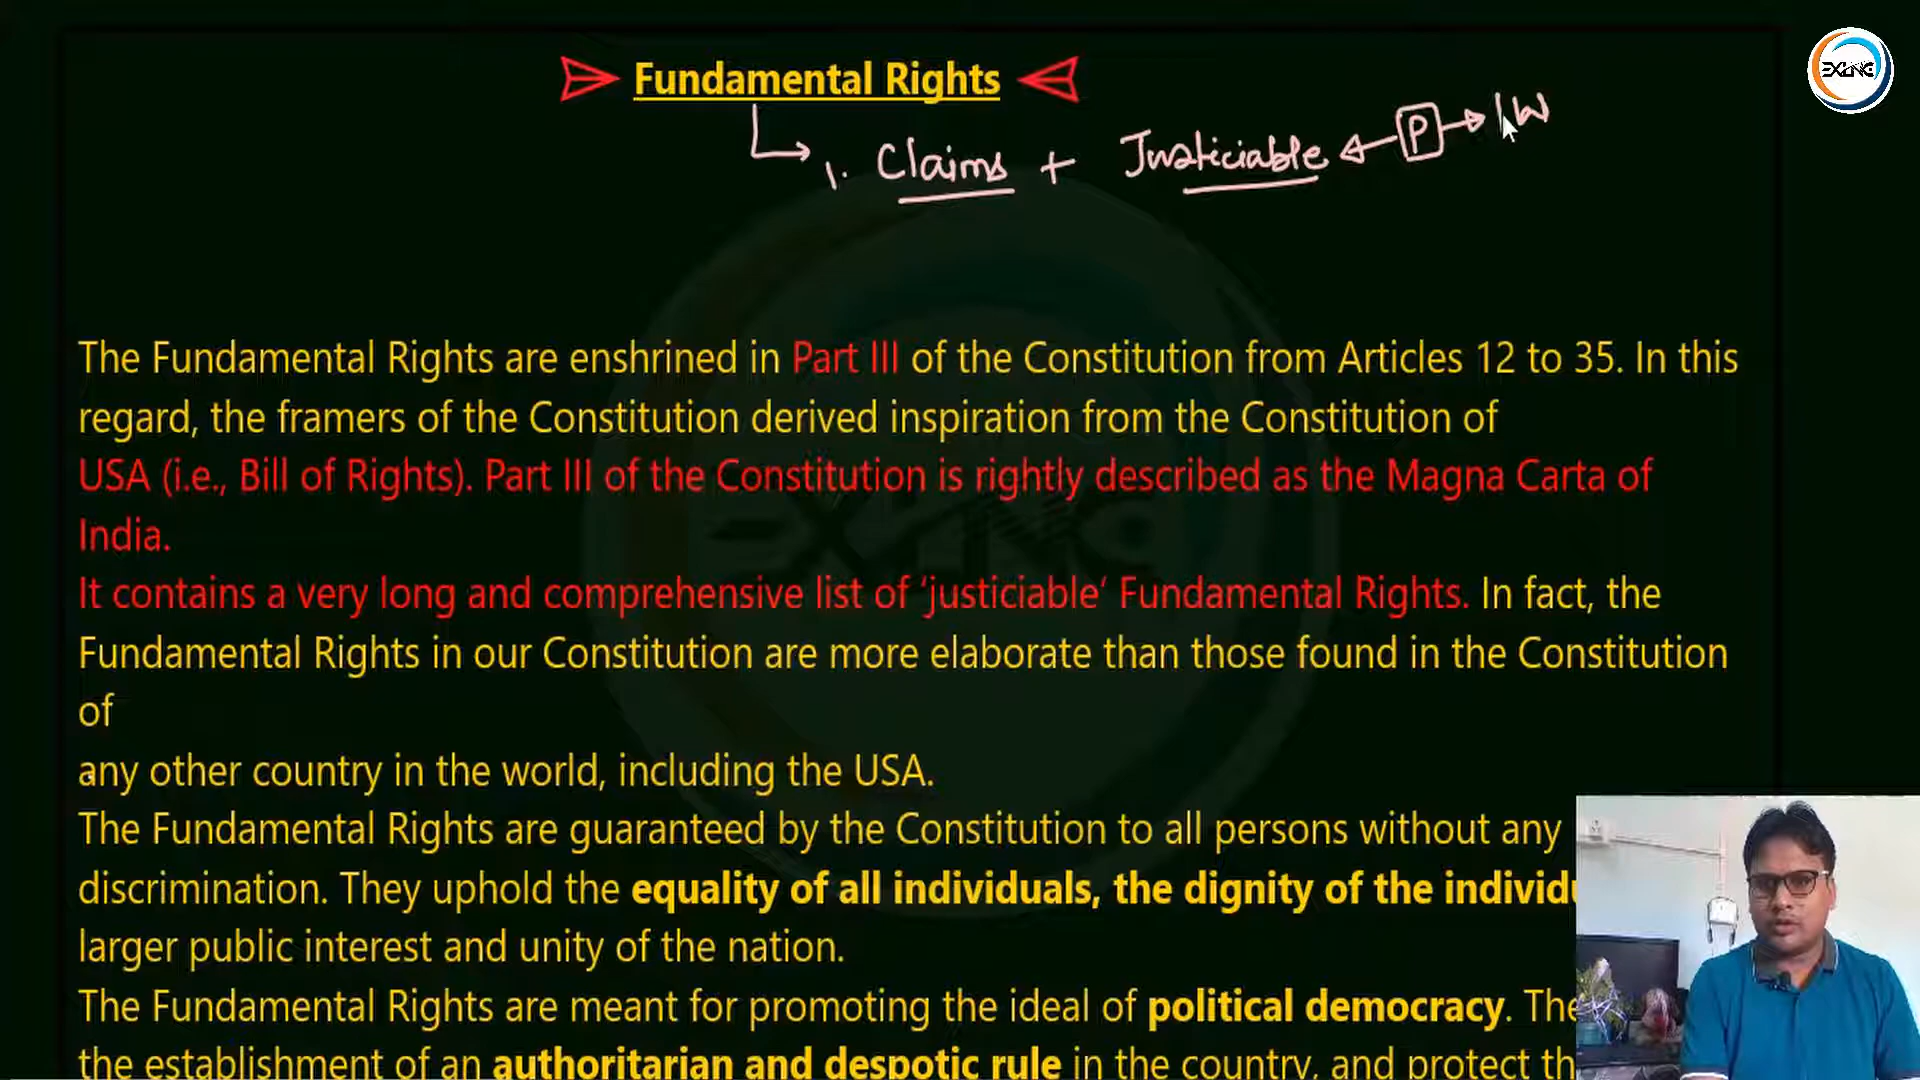 Fundamental Rights
EXLNC
1. Claims + Justiciable P
The Fundamental Rights are enshrined in Part III of the Constitution from Articles 12 to 35. In this
regard, the framers of the Constitution derived inspiration from the Constitution of
USA (i.e., Bill of Rights). Part III of the Constitution is rightly described as the Magna Carta of
India.
It contains a very long and comprehensive list of ‘justiciable‘ Fundamental Rights. In fact, the
Fundamental Rights in our Constitution are more elaborate than those found in the Constitution
of
any other country in the world, including the USA.
The Fundamental Rights are guaranteed by the Constitution to all persons without any
discrimination. They uphold the equality of all individuals, the dignity of the
larger public interest and unity of the nation.
The Fundamental Rights are meant for promoting the ideal of political democracy.
the establishment of an authoritarian and despotic rule in the country, and protect